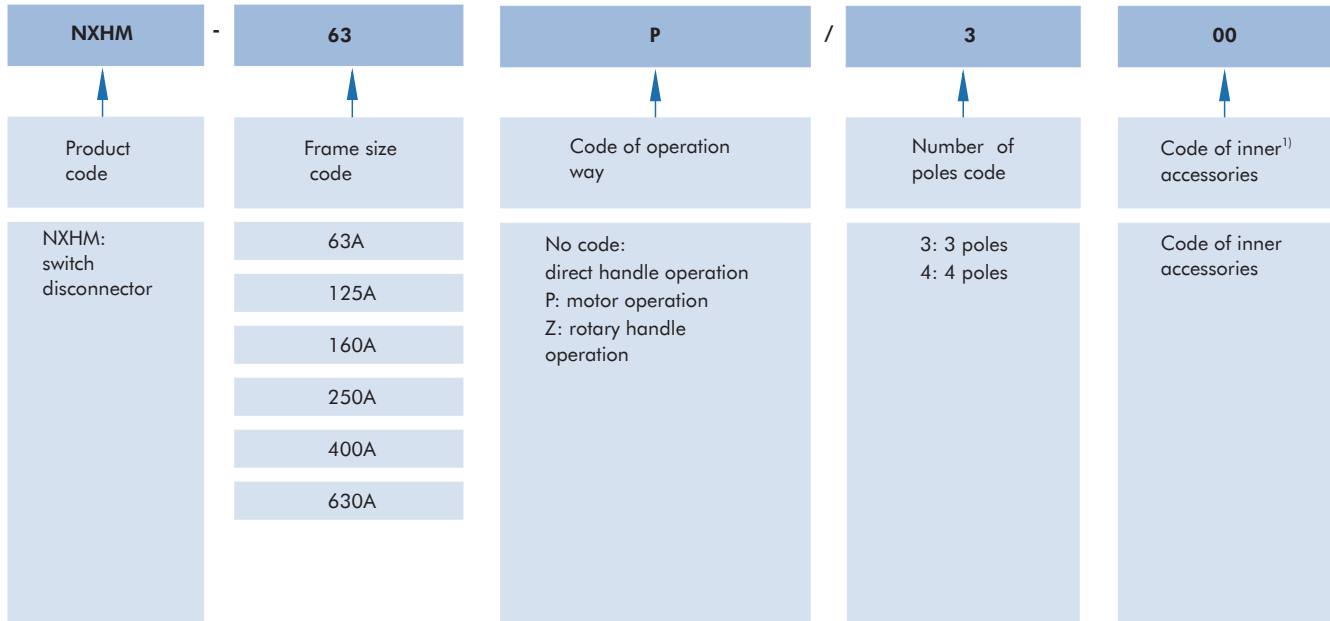 NXHM - 63 P / 3 00
Product
code
Frame size
code
Code of operation
way
Number of
poles code
Code of inner1)
accessories
NXHM:
switch
disconnector
63A
125A
160A
250A
400A
630A
No code:
direct handle operation
P: motor operation
Z: rotary handle
operation
3: 3 poles
4: 4 poles
Code of inner
accessories